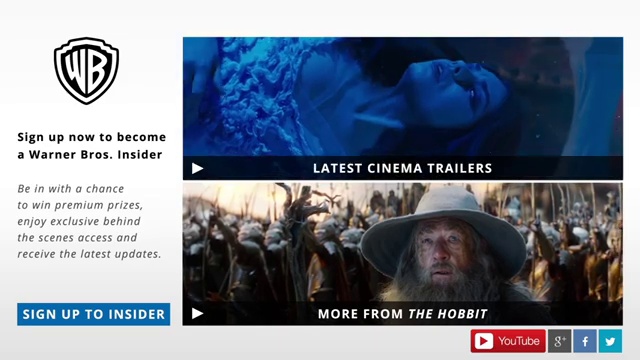 WB
Sign up now to become
a Warner Bros. Insider
Be in with a chance
to win premium prizes,
enjoy exclusive behind
the scenes access and
receive the latest updates.
SIGN UP TO INSIDER
LATEST CINEMA TRAILERS
MORE FROM THE HOBBIT
YouTube
g+
f